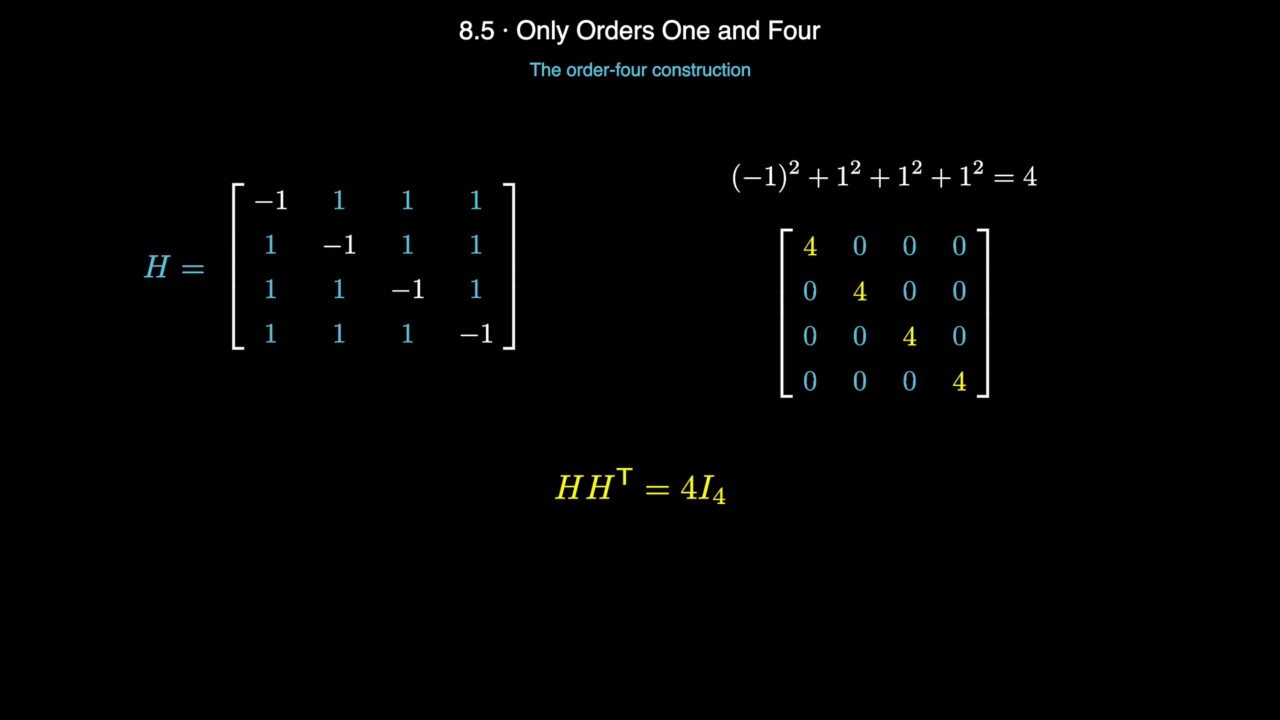 8.5 · Only Orders One and Four
The order-four construction
H =
−1 1 1 1
1 −1 1 1
1 1 −1 1
1 1 1 −1
(−1)² + 1² + 1² + 1² = 4
4 0 0 0
0 4 0 0
0 0 4 0
0 0 0 4
HHᵀ = 4I₄